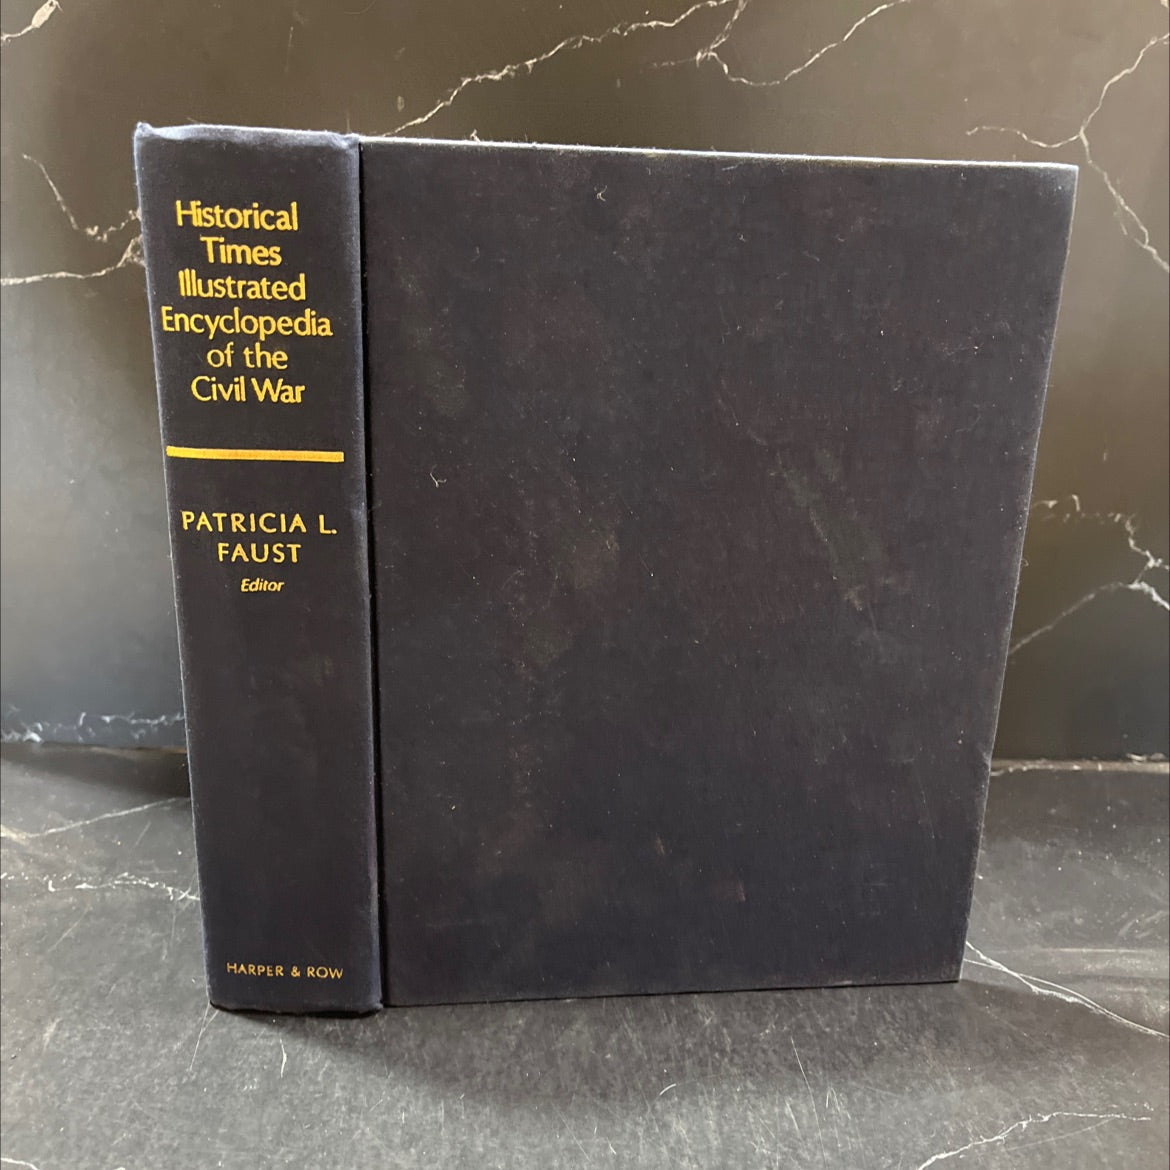 Historical
Times
Illustrated
Encyclopedia
of the
Civil War
PATRICIA L.
FAUST
Editor
HARPER & ROW